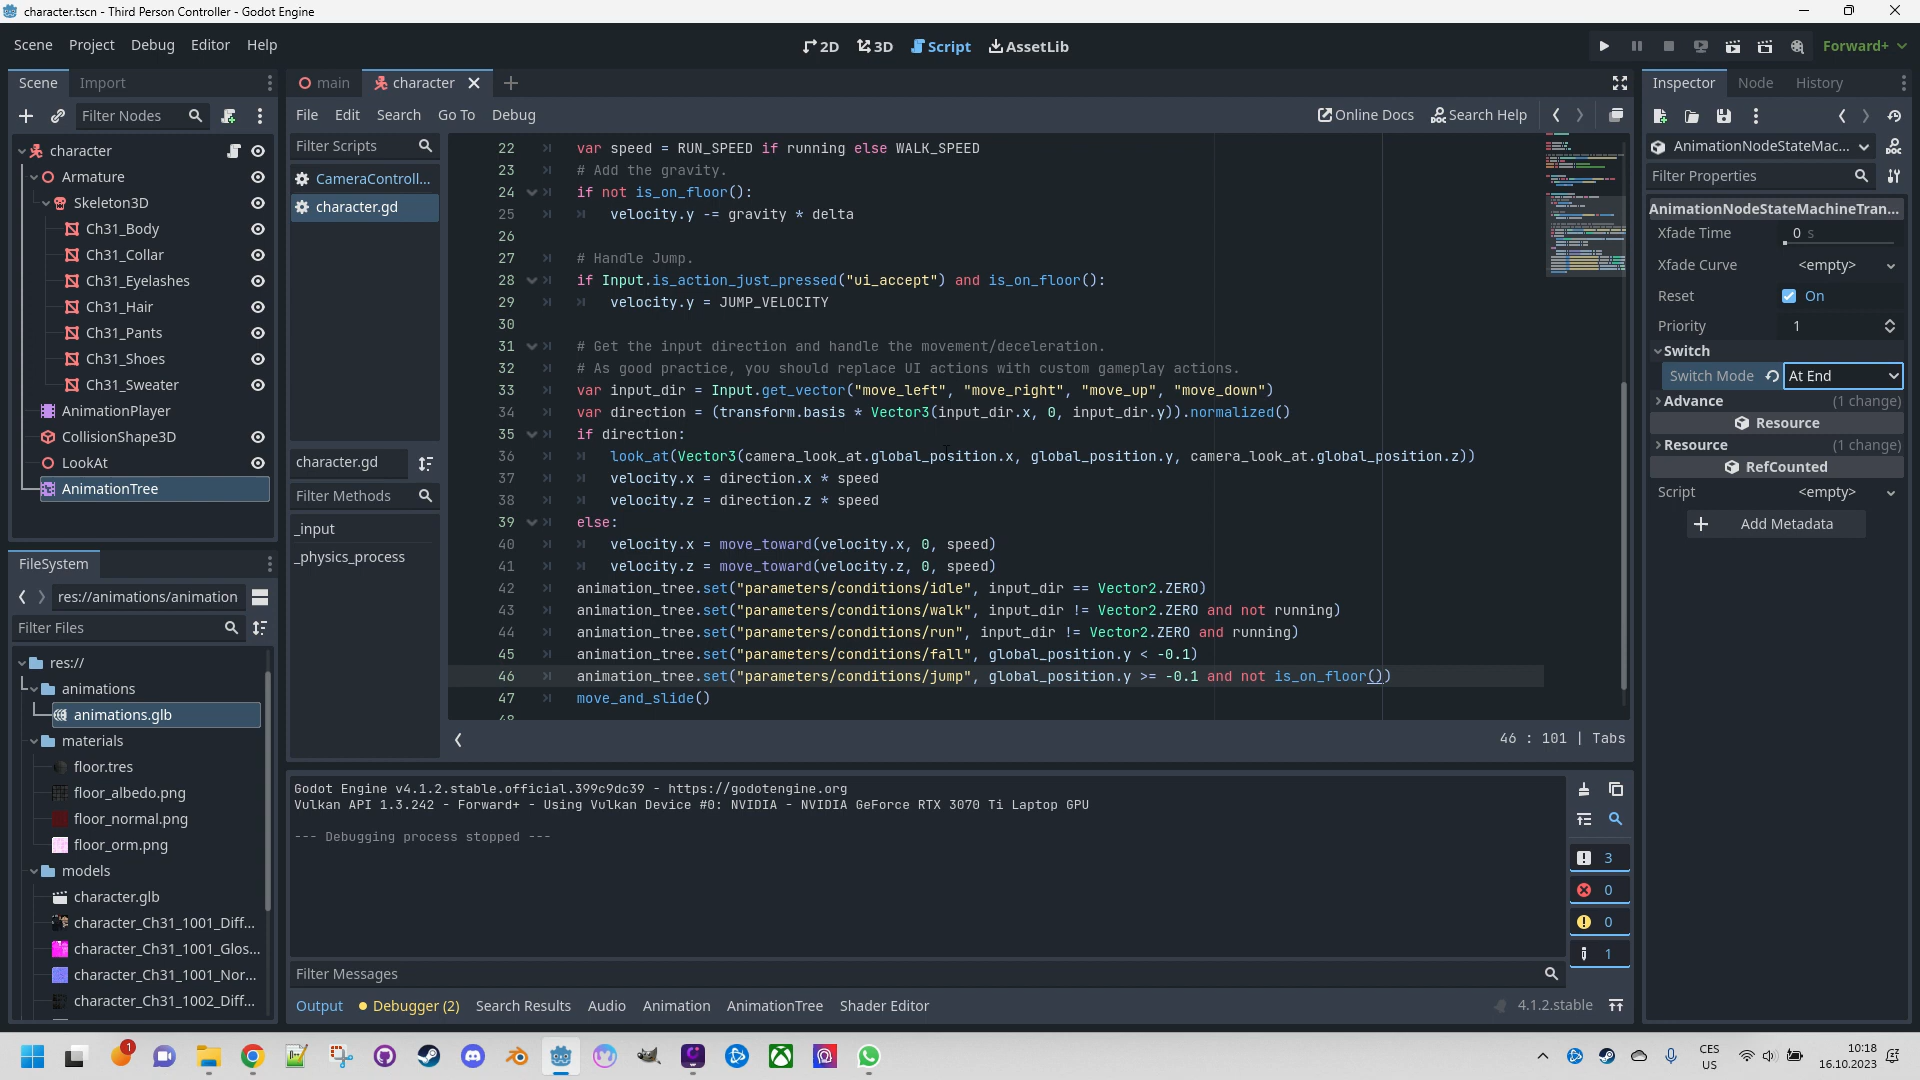 character.tscn - Third Person Controller - Godot Engine
Scene Project Debug Editor Help
2D 3D Script AssetLib
Forward+
Scene Import
Filter Nodes
character
Armature
Skeleton3D
Ch31_Body
Ch31_Collar
Ch31_Eyelashes
Ch31_Hair
Ch31_Pants
Ch31_Shoes
Ch31_Sweater
AnimationPlayer
CollisionShape3D
LookAt
AnimationTree
FileSystem
res://animations/animation
Filter Files
res://
animations
animations.glb
materials
floor.tres
floor_albedo.png
floor_normal.png
floor_orm.png
models
character.glb
character_Ch31_1001_Diff...
character_Ch31_1001_Glos...
character_Ch31_1001_Nor...
character_Ch31_1002_Diff...
main character
File Edit Search Go To Debug
Online Docs Search Help
Filter Scripts
CameraControll...
character.gd
character.gd
Filter Methods
_input
_physics_process
22 var speed = RUN_SPEED if running else WALK_SPEED
23 # Add the gravity.
24 if not is_on_floor():
25 velocity.y -= gravity * delta
26
27 # Handle Jump.
28 if Input.is_action_just_pressed("ui_accept") and is_on_floor():
29 velocity.y = JUMP_VELOCITY
30
31 # Get the input direction and handle the movement/deceleration.
32 # As good practice, you should replace UI actions with custom gameplay actions.
33 var input_dir = Input.get_vector("move_left", "move_right", "move_up", "move_down")
34 var direction = (transform.basis * Vector3(input_dir.x, 0, input_dir.y)).normalized()
35 if direction:
36 look_at(Vector3(camera_look_at.global_position.x, global_position.y, camera_look_at.global_position.z))
37 velocity.x = direction.x * speed
38 velocity.z = direction.z * speed
39 else:
40 velocity.x = move_toward(velocity.x, 0, speed)
41 velocity.z = move_toward(velocity.z, 0, speed)
42 animation_tree.set("parameters/conditions/idle", input_dir == Vector2.ZERO)
43 animation_tree.set("parameters/conditions/walk", input_dir != Vector2.ZERO and not running)
44 animation_tree.set("parameters/conditions/run", input_dir != Vector2.ZERO and running)
45 animation_tree.set("parameters/conditions/fall", global_position.y < -0.1)
46 animation_tree.set("parameters/conditions/jump", global_position.y >= -0.1 and not is_on_floor())
47 move_and_slide()
48
46 : 101 | Tabs
Godot Engine v4.1.2.stable.official.399c9dc39 - https://godotengine.org
Vulkan API 1.3.242 - Forward+ - Using Vulkan Device #0: NVIDIA - NVIDIA GeForce RTX 3070 Ti Laptop GPU
--- Debugging process stopped ---
3
0
0
1
Filter Messages
Output Debugger (2) Search Results Audio Animation AnimationTree Shader Editor
4.1.2.stable
Inspector Node History
AnimationNodeStateMac...
Filter Properties
AnimationNodeStateMachineTran...
Xfade Time 0 s
Xfade Curve <empty>
Reset On
Priority 1
Switch
Switch Mode At End
Advance (1 change)
Resource
Resource (1 change)
RefCounted
Script <empty>
Add Metadata
1
CES
US
10:18
16.10.2023